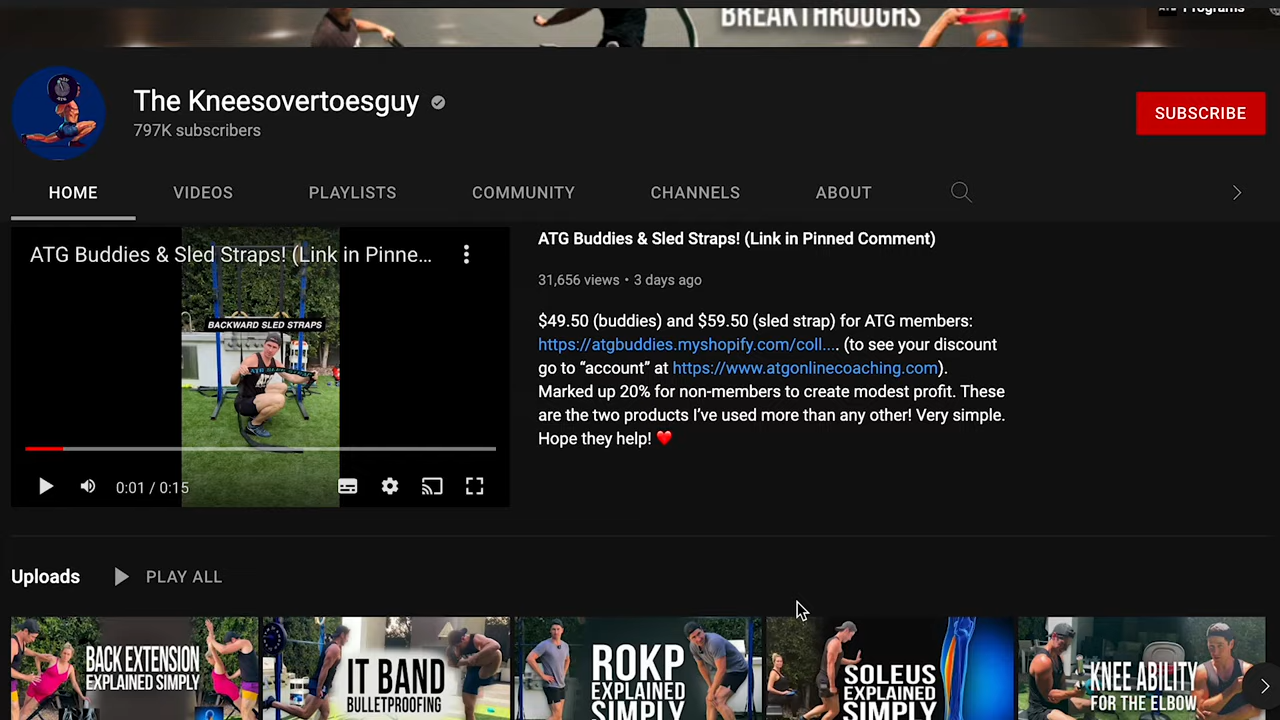 BREAKTHROUGHS
Programs
The Kneesovertoesguy
797K subscribers
SUBSCRIBE
HOME
VIDEOS
PLAYLISTS
COMMUNITY
CHANNELS
ABOUT
ATG Buddies & Sled Straps! (Link in Pinne...
BACKWARD SLED STRAPS
0:01 / 0:15
ATG Buddies & Sled Straps! (Link in Pinned Comment)
31,656 views • 3 days ago
$49.50 (buddies) and $59.50 (sled strap) for ATG members:
https://atgbuddies.myshopify.com/coll.... (to see your discount
go to “account” at https://www.atgonlinecoaching.com).
Marked up 20% for non-members to create modest profit. These
are the two products I’ve used more than any other! Very simple.
Hope they help! ❤️
Uploads
PLAY ALL
BACK EXTENSION
EXPLAINED SIMPLY
IT BAND
BULLETPROOFING
ROKP
EXPLAINED
SIMPLY
SOLEUS
EXPLAINED
SIMPLY
KNEE ABILITY
FOR THE ELBOW